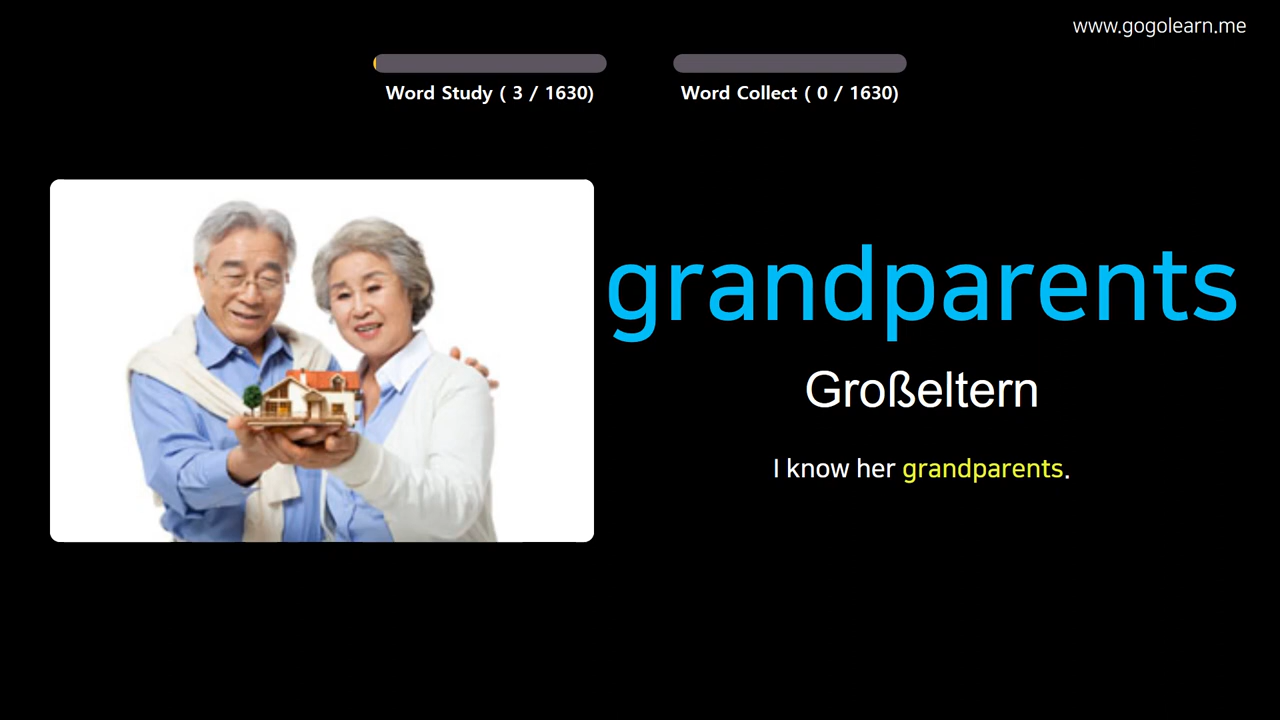 www.gogolearn.me
Word Study ( 3 / 1630)
Word Collect ( 0 / 1630)
grandparents
Großeltern
I know her grandparents.